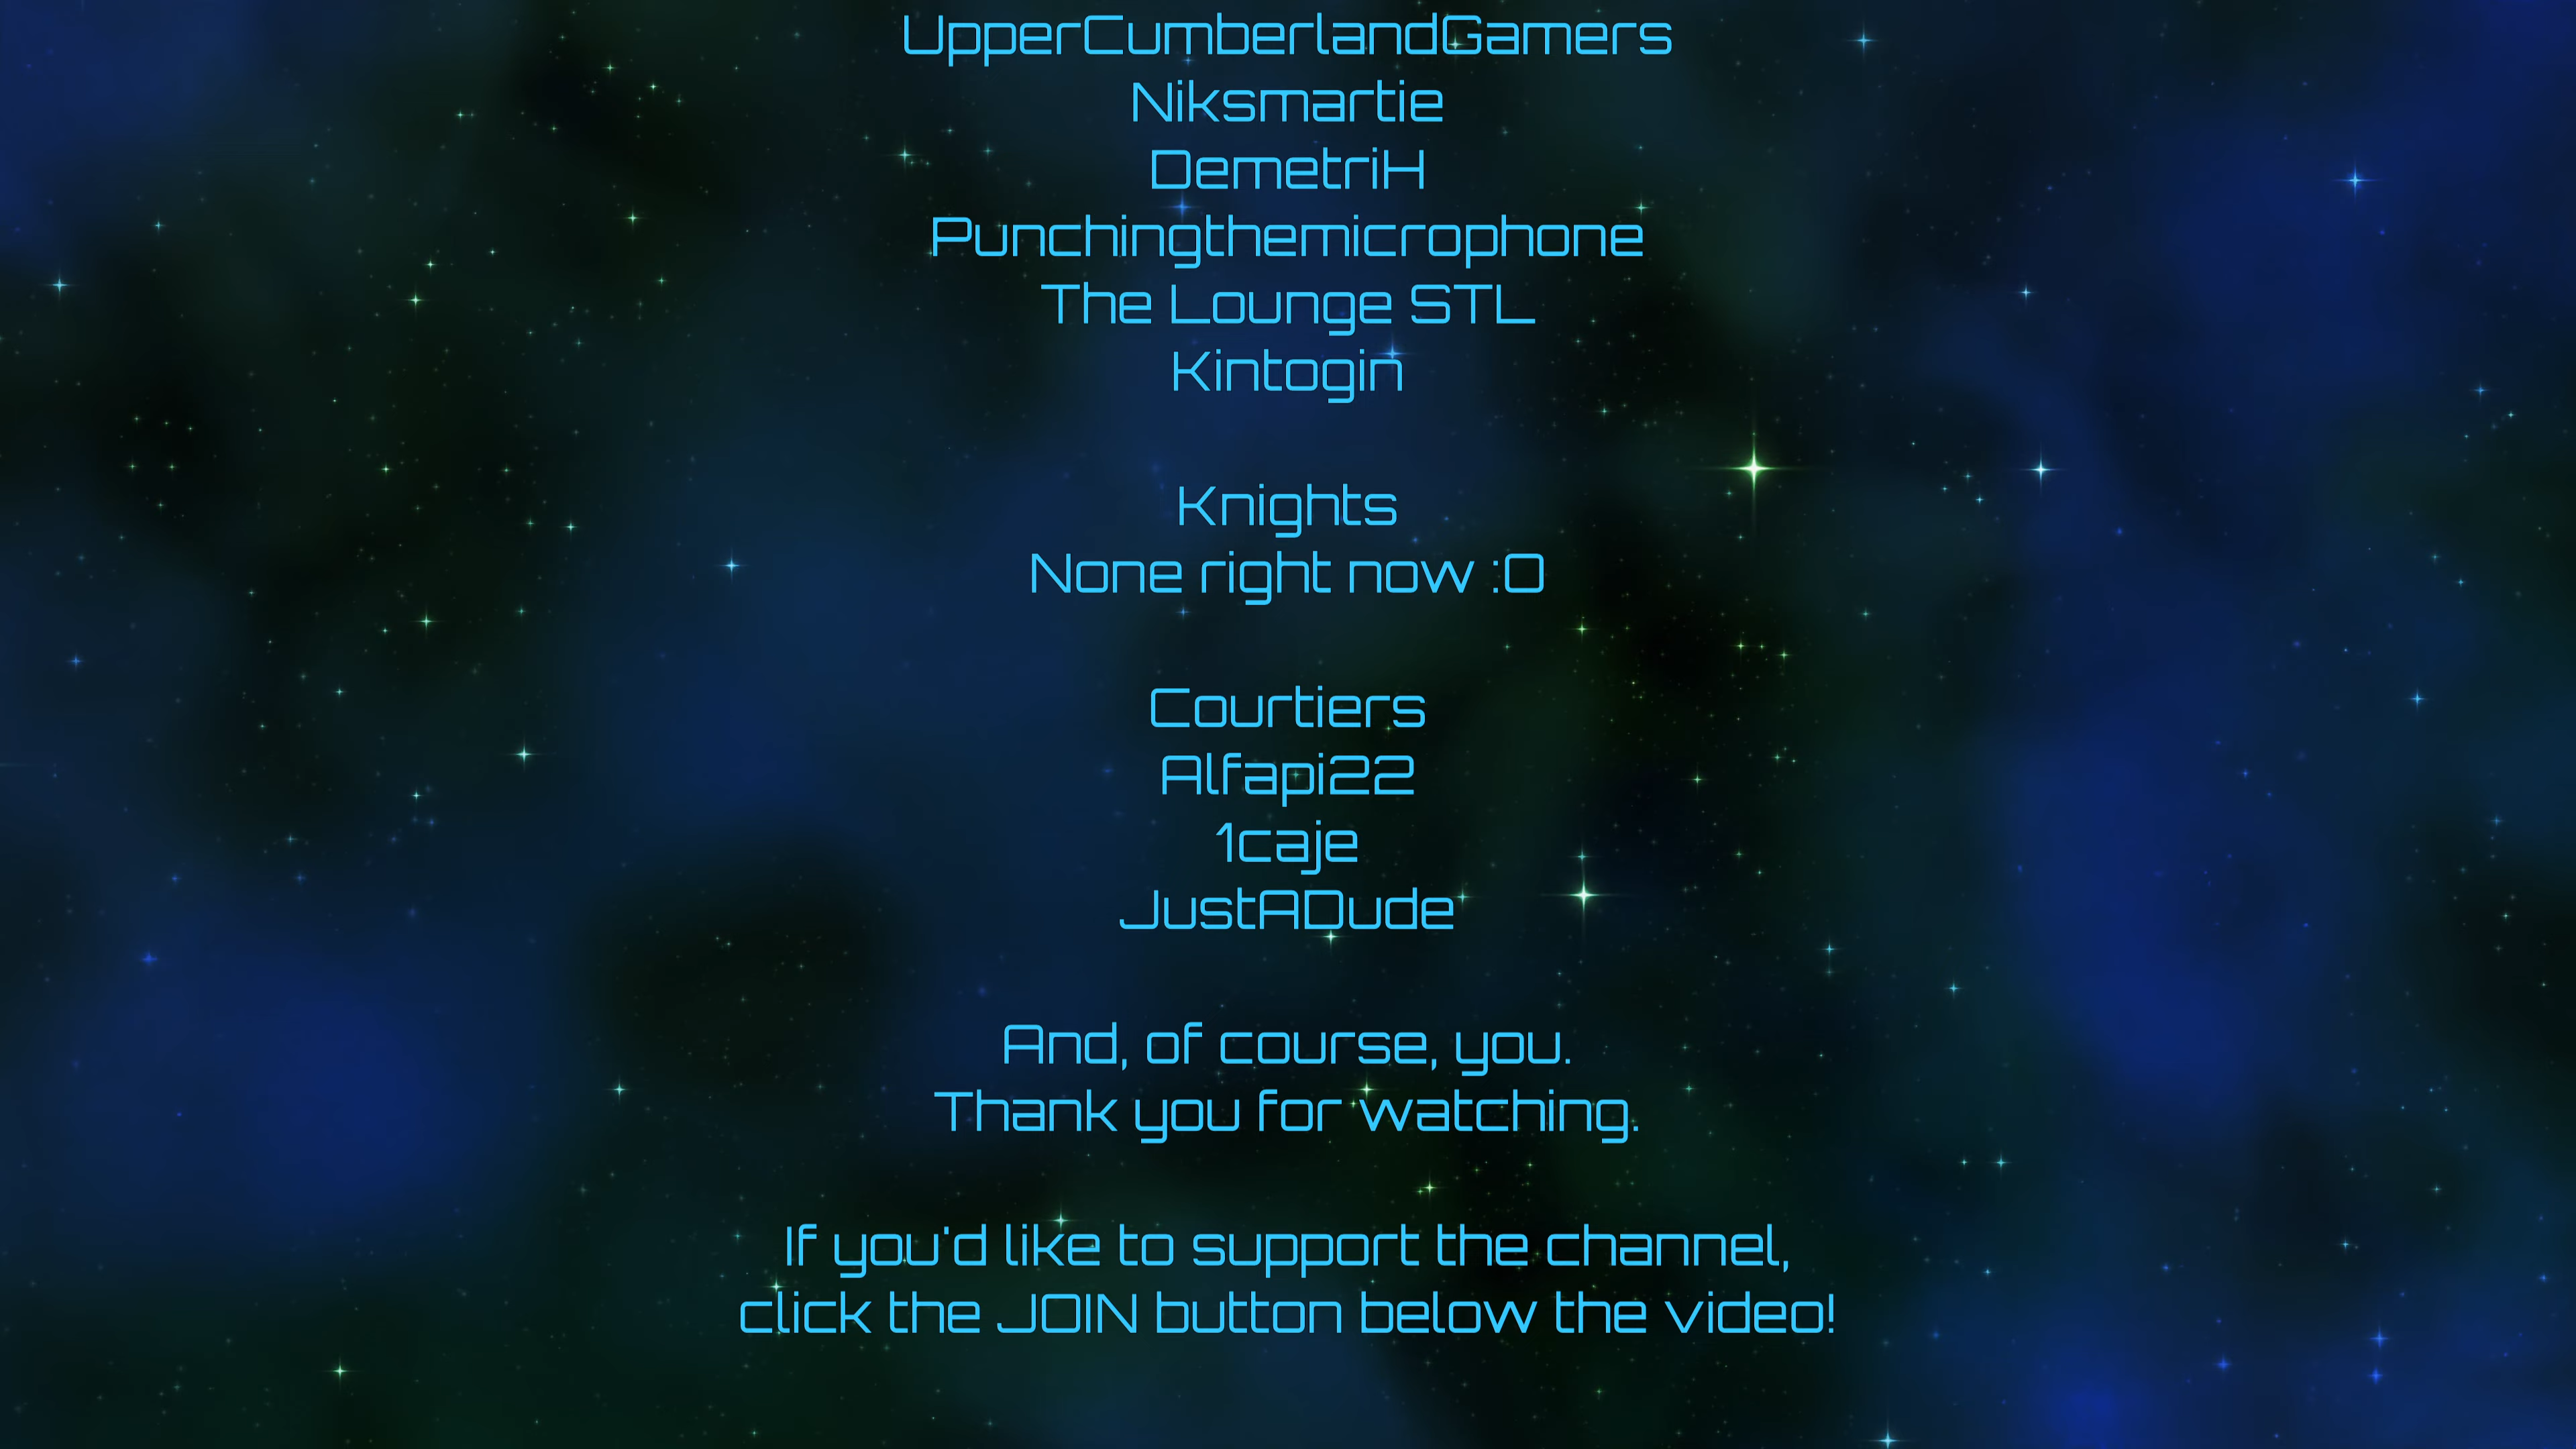 UpperCumberlandGamers
Niksmartie
DemetriH
Punchingthemicrophone
The Lounge STL
Kintogin
Knights
None right now :O
Courtiers
Alfapi22
1caje
JustADude
And, of course, you.
Thank you for watching.
If you'd like to support the channel,
click the JOIN button below the video!